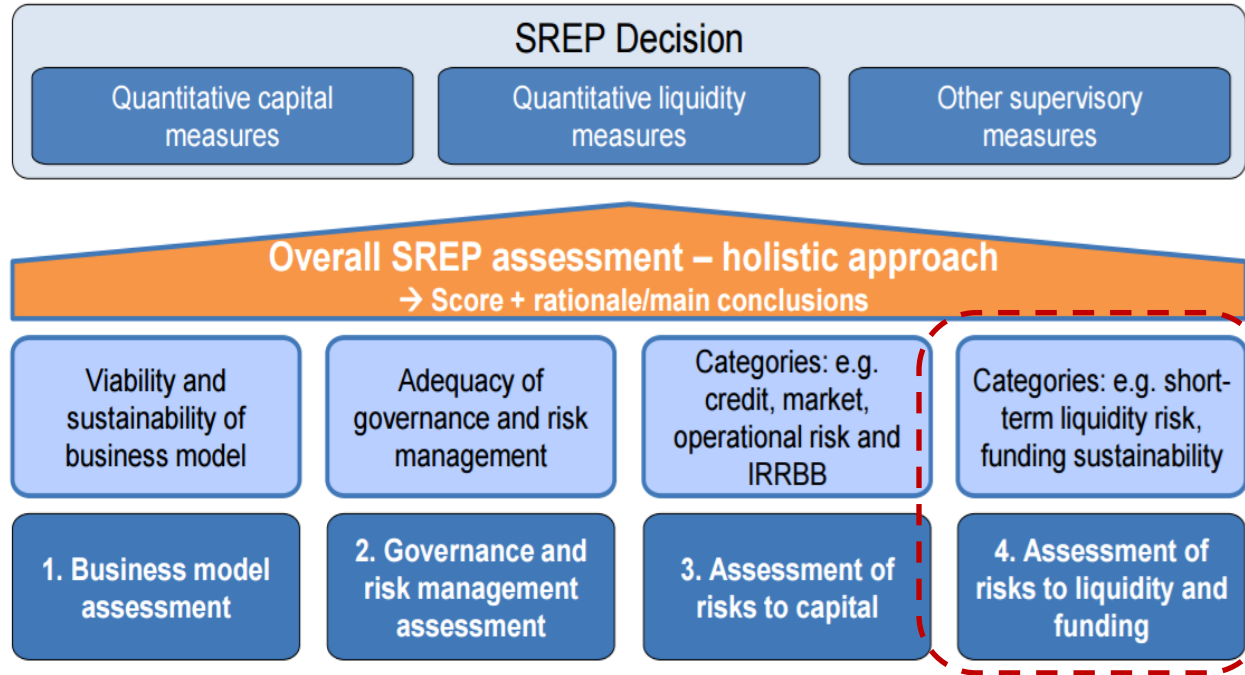 SREP Decision
Quantitative capital
measures
Quantitative liquidity
measures
Other supervisory
measures
Overall SREP assessment – holistic approach
→ Score + rationale/main conclusions
Viability and
sustainability of
business model
Adequacy of
governance and risk
management
Categories: e.g.
credit, market,
operational risk and
IRRBB
Categories: e.g. short-
term liquidity risk,
funding sustainability
1. Business model
assessment
2. Governance and
risk management
assessment
3. Assessment of
risks to capital
4. Assessment of
risks to liquidity and
funding